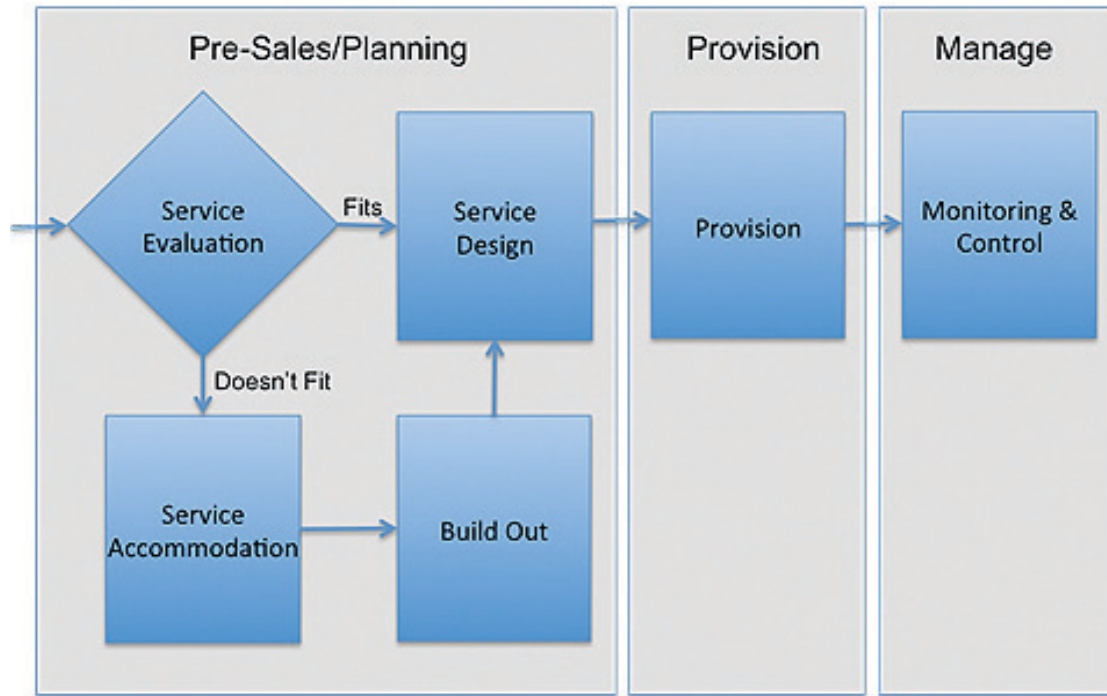 Pre-Sales/Planning
Provision
Manage
Service
Evaluation
Fits
Service
Design
Provision
Monitoring &
Control
Doesn't Fit
Service
Accommodation
Build Out